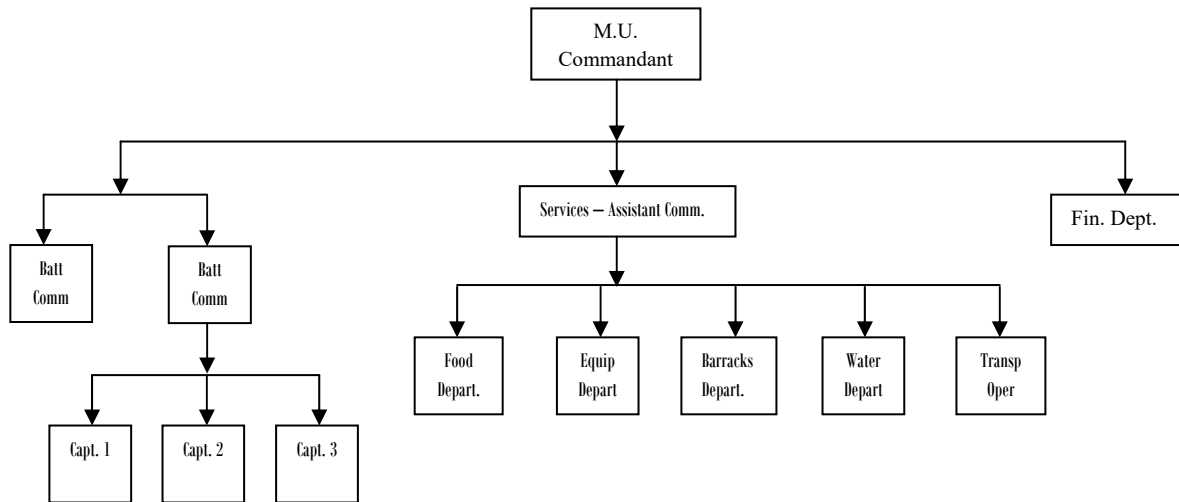 M.U.
Commandant
Services – Assistant Comm.
Fin. Dept.
Batt
Comm
Batt
Comm
Food
Depart.
Equip
Depart
Barracks
Depart.
Water
Depart
Transp
Oper
Capt. 1
Capt. 2
Capt. 3